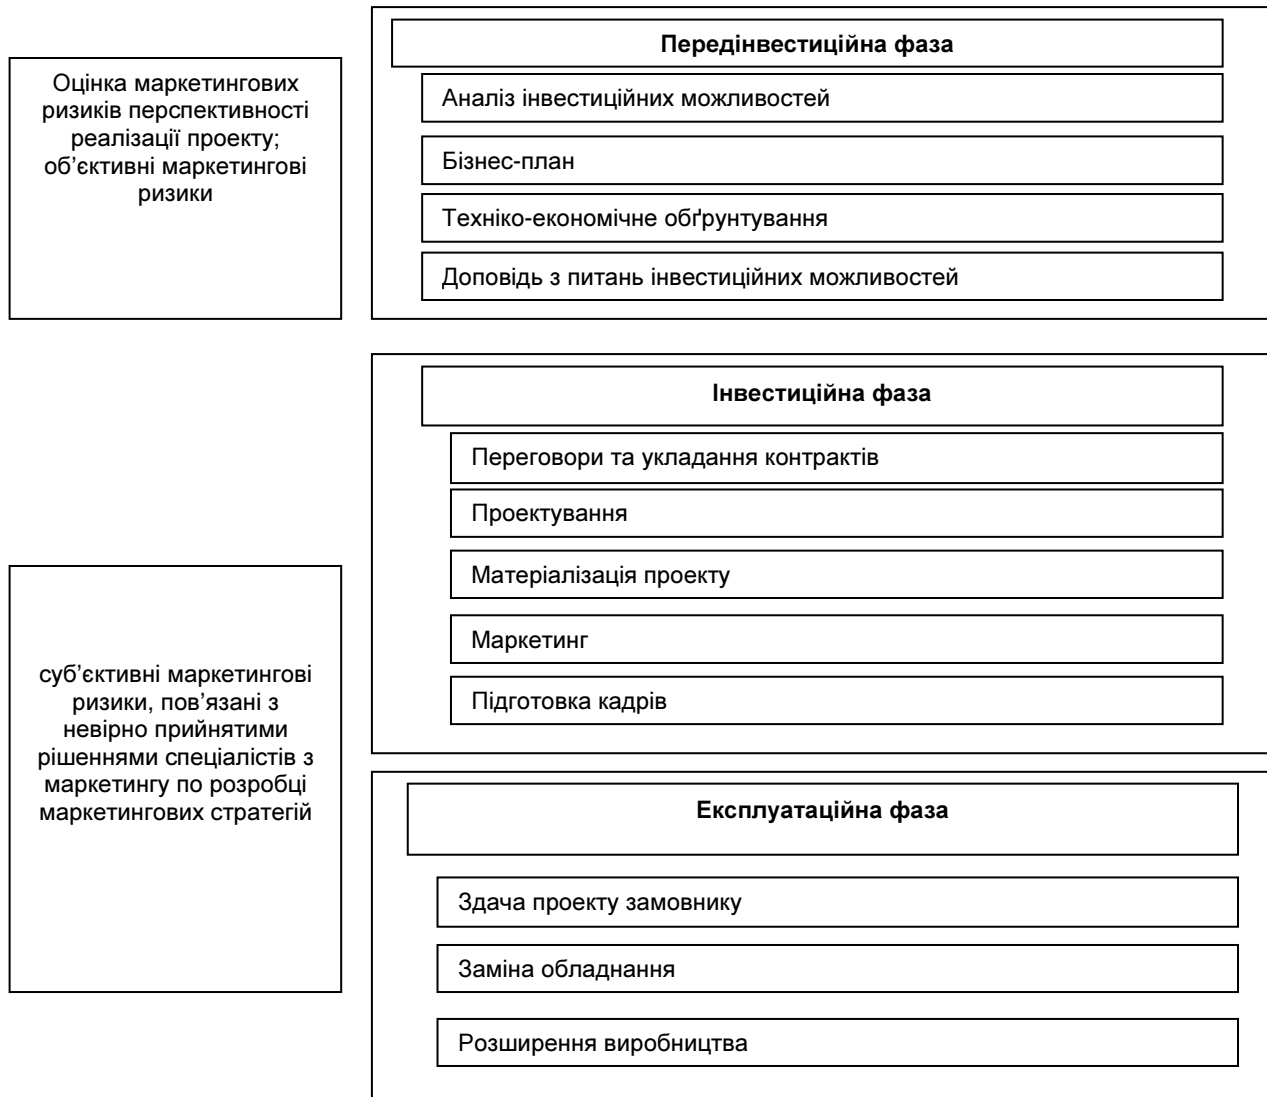 Оцінка маркетингових
ризиків перспективності
реалізації проекту;
об’єктивні маркетингові
ризики
Передінвестиційна фаза
Аналіз інвестиційних можливостей
Бізнес-план
Техніко-економічне обґрунтування
Доповідь з питань інвестиційних можливостей
суб’єктивні маркетингові
ризики, пов’язані з
невірно прийнятими
рішеннями спеціалістів з
маркетингу по розробці
маркетингових стратегій
Інвестиційна фаза
Переговори та укладання контрактів
Проектування
Матеріалізація проекту
Маркетинг
Підготовка кадрів
Експлуатаційна фаза
Здача проекту замовнику
Заміна обладнання
Розширення виробництва